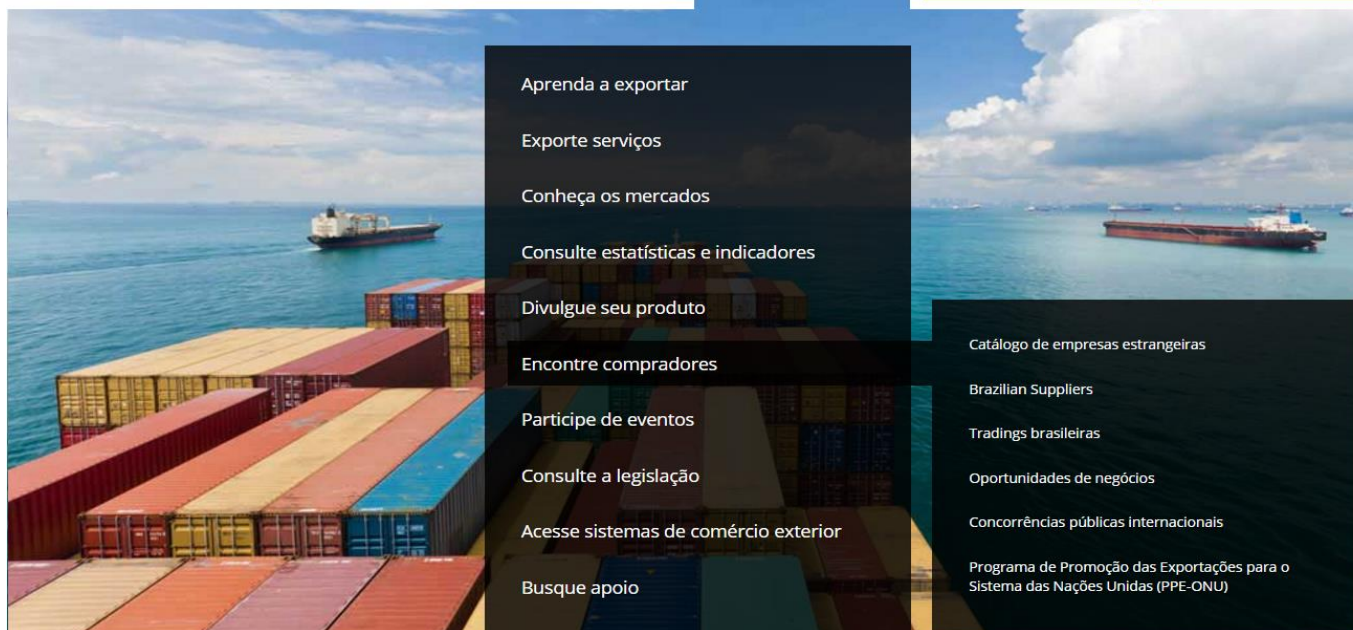 Aprenda a exportar
Exporte serviços
Conheça os mercados
Consulte estatísticas e indicadores
Divulgue seu produto
Encontre compradores
Participe de eventos
Consulte a legislação
Acesse sistemas de comércio exterior
Busque apoio
Catálogo de empresas estrangeiras
Brazilian Suppliers
Tradings brasileiras
Oportunidades de negócios
Concorrências públicas internacionais
Programa de Promoção das Exportações para o
Sistema das Nações Unidas (PPE-ONU)